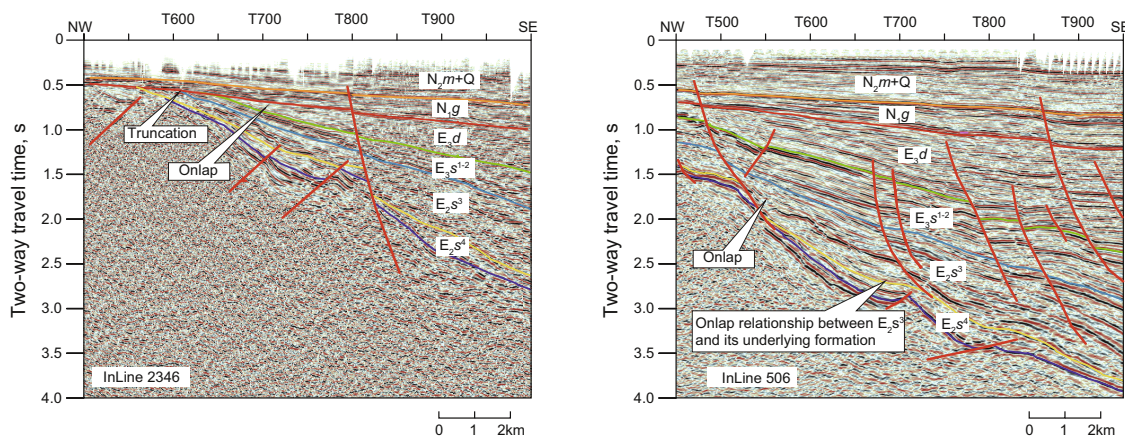 NW T600 T700 T800 T900 SE
Two-way travel time, s
0
0.5
1.0
1.5
2.0
2.5
3.0
3.5
4.0
N₂m+Q
N₁g
Truncation
E₃d
Onlap
E₃s¹⁻²
E₂s³
E₂s⁴
InLine 2346
0 1 2km
NW T500 T600 T700 T800 T900 SE
Two-way travel time, s
0
0.5
1.0
1.5
2.0
2.5
3.0
3.5
4.0
N₂m+Q
N₁g
E₃d
E₃s¹⁻²
Onlap
E₂s³
Onlap relationship between E₂s³
and its underlying formation
E₂s⁴
InLine 506
0 1 2km